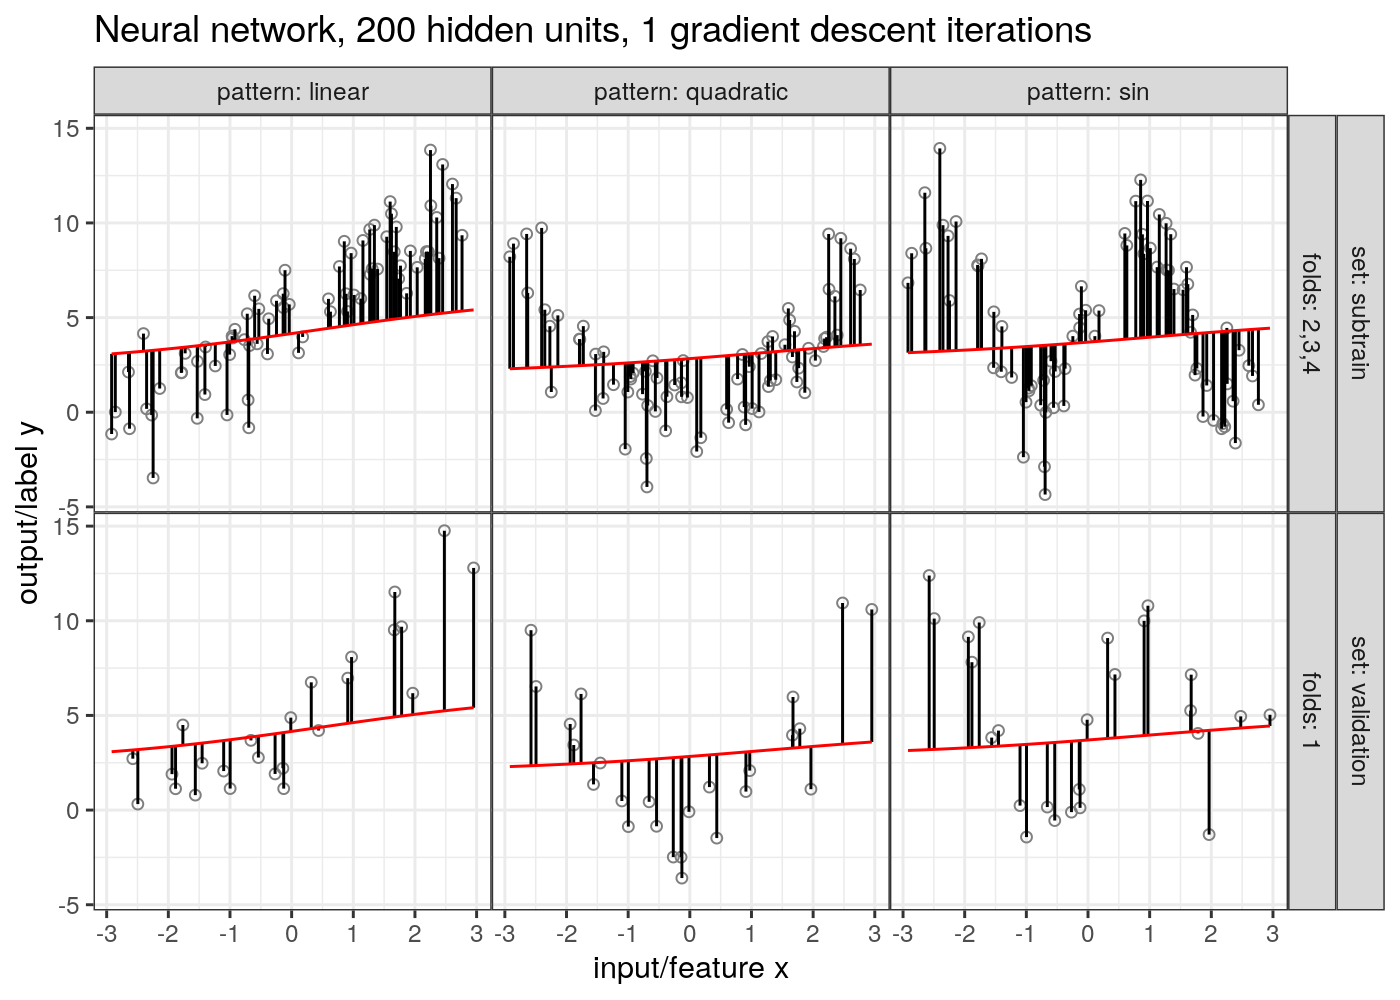 Neural network, 200 hidden units, 1 gradient descent iterations
pattern: linear
pattern: quadratic
pattern: sin
15
10
5
0
-5
folds: 2,3,4
set: subtrain
15
10
5
0
-5
folds: 1
set: validation
output/label y
-3 -2 -1 0 1 2 3
-3 -2 -1 0 1 2 3
-3 -2 -1 0 1 2 3
input/feature x